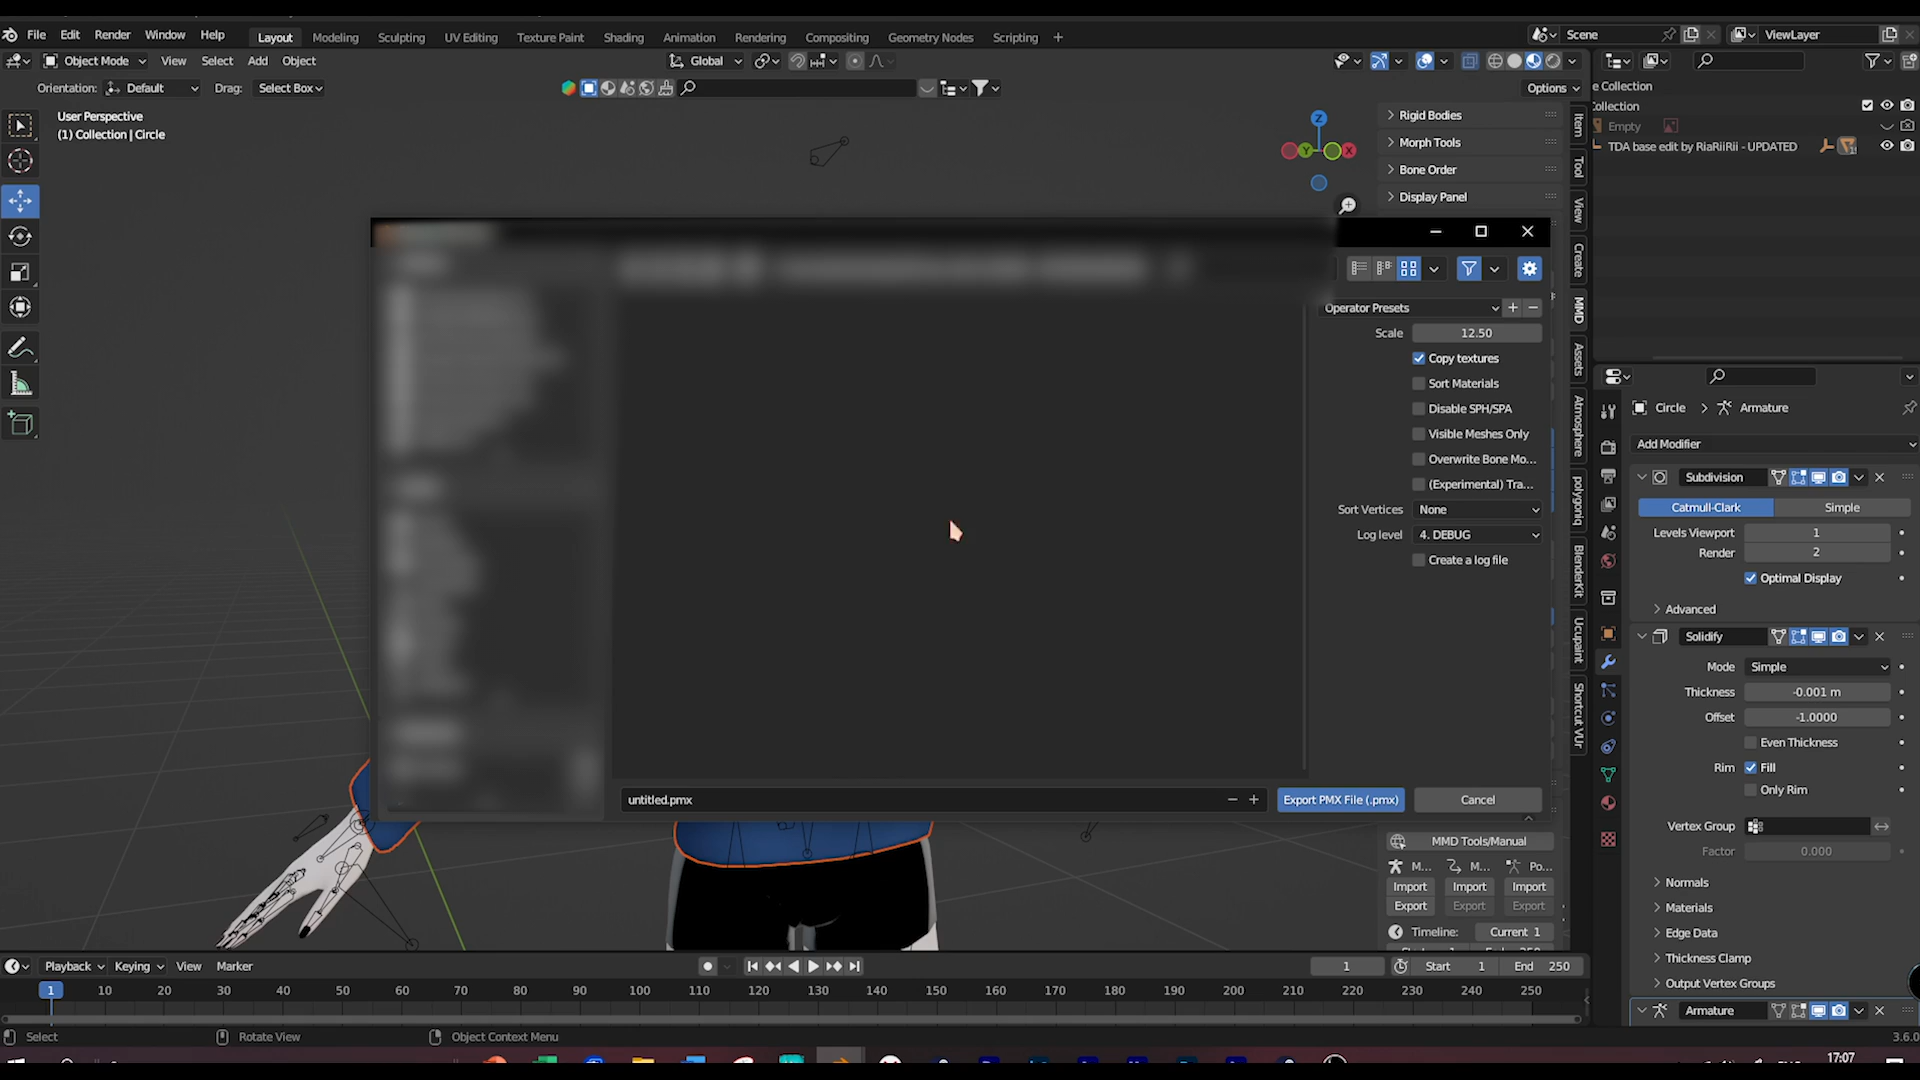 File Edit Render Window Help Layout Modeling Sculpting UV Editing Texture Paint Shading Animation Rendering Compositing Geometry Nodes Scripting +
Scene
ViewLayer
Object Mode View Select Add Object
Global
Orientation: Default Drag: Select Box
Options
User Perspective
(1) Collection | Circle
Z
Y
X
Rigid Bodies
Morph Tools
Bone Order
Display Panel
Item
Tool
View
Create
MMD
Assets
Atmosphere
polygoniq
BlenderKit
Ucupaint
Shortcut VUr
e Collection
Collection
Empty
TDA base edit by RiaRiiRii - UPDATED
Operator Presets
Scale 12.50
Copy textures
Sort Materials
Disable SPH/SPA
Visible Meshes Only
Overwrite Bone Mo...
(Experimental) Tra...
Sort Vertices None
Log level 4. DEBUG
Create a log file
untitled.pmx
Export PMX File (.pmx)
Cancel
MMD Tools/Manual
M... M... Po...
Import Import Import
Export Export Export
Timeline: Current 1
Circle > Armature
Add Modifier
Subdivision
Catmull-Clark Simple
Levels Viewport 1
Render 2
Optimal Display
Advanced
Solidify
Mode Simple
Thickness -0.001 m
Offset -1.0000
Even Thickness
Rim Fill
Only Rim
Vertex Group
Factor 0.000
Normals
Materials
Edge Data
Thickness Clamp
Output Vertex Groups
Armature
Playback Keying View Marker
1 Start 1 End 250
1 10 20 30 40 50 60 70 80 90 100 110 120 130 140 150 160 170 180 190 200 210 220 230 240 250
Select Rotate View Object Context Menu
3.6.0
17:07